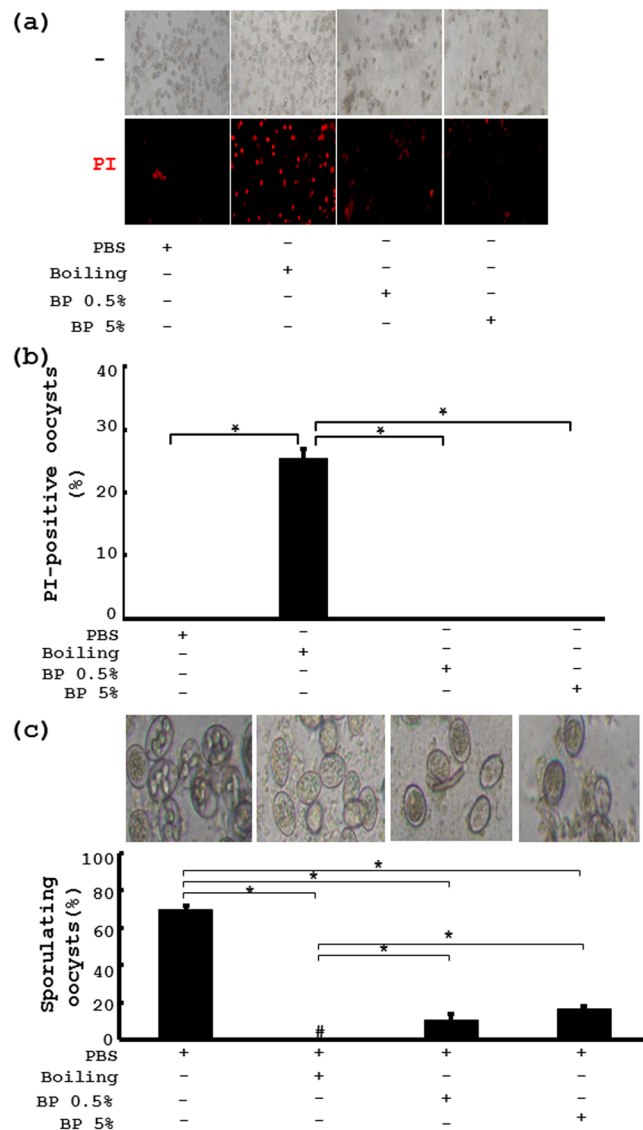 (a)
-
PI
PBS + - - -
Boiling - + - -
BP 0.5% - - + -
BP 5% - - - +
(b)
PI-positive oocysts
(%)
40
30
20
10
0
* * *
PBS + - - -
Boiling - + - -
BP 0.5% - - + -
BP 5% - - - +
(c)
Sporulating
oocysts(%)
100
80
60
40
20
0
* * *
* *
#
PBS + + + +
Boiling - + - -
BP 0.5% - - + -
BP 5% - - - +